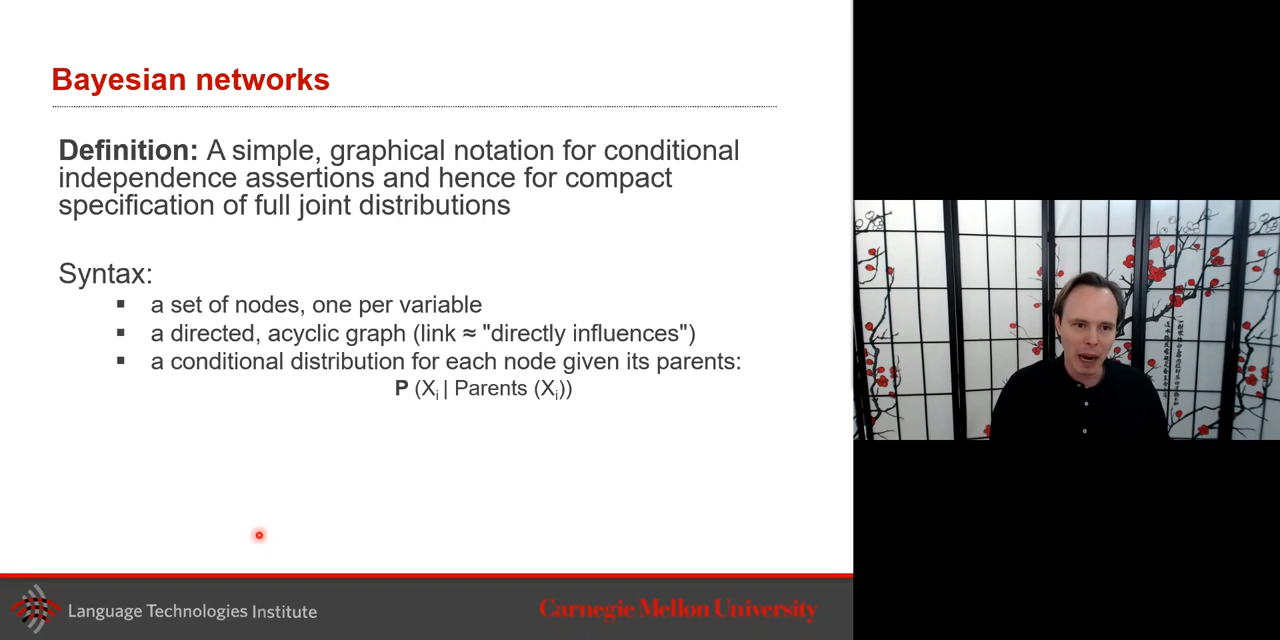 Bayesian networks
Definition: A simple, graphical notation for conditional
independence assertions and hence for compact
specification of full joint distributions
Syntax:
▪ a set of nodes, one per variable
▪ a directed, acyclic graph (link ≈ "directly influences")
▪ a conditional distribution for each node given its parents:
P (Xi | Parents (Xi))
Language Technologies Institute
Carnegie Mellon University